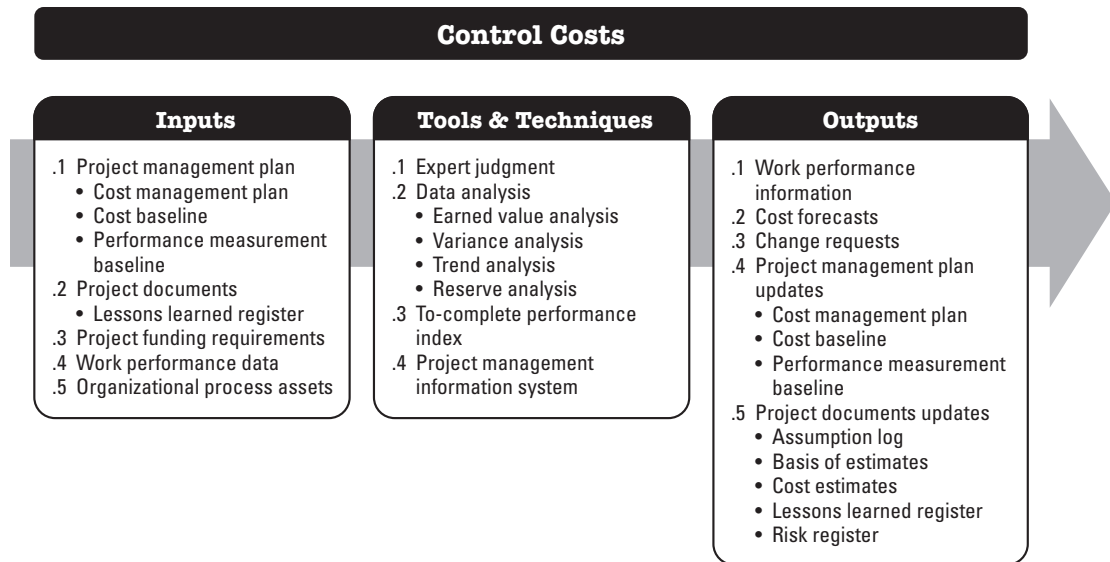 Control Costs
Inputs
.1 Project management plan
• Cost management plan
• Cost baseline
• Performance measurement
baseline
.2 Project documents
• Lessons learned register
.3 Project funding requirements
.4 Work performance data
.5 Organizational process assets
Tools & Techniques
.1 Expert judgment
.2 Data analysis
• Earned value analysis
• Variance analysis
• Trend analysis
• Reserve analysis
.3 To-complete performance
index
.4 Project management
information system
Outputs
.1 Work performance
information
.2 Cost forecasts
.3 Change requests
.4 Project management plan
updates
• Cost management plan
• Cost baseline
• Performance measurement
baseline
.5 Project documents updates
• Assumption log
• Basis of estimates
• Cost estimates
• Lessons learned register
• Risk register